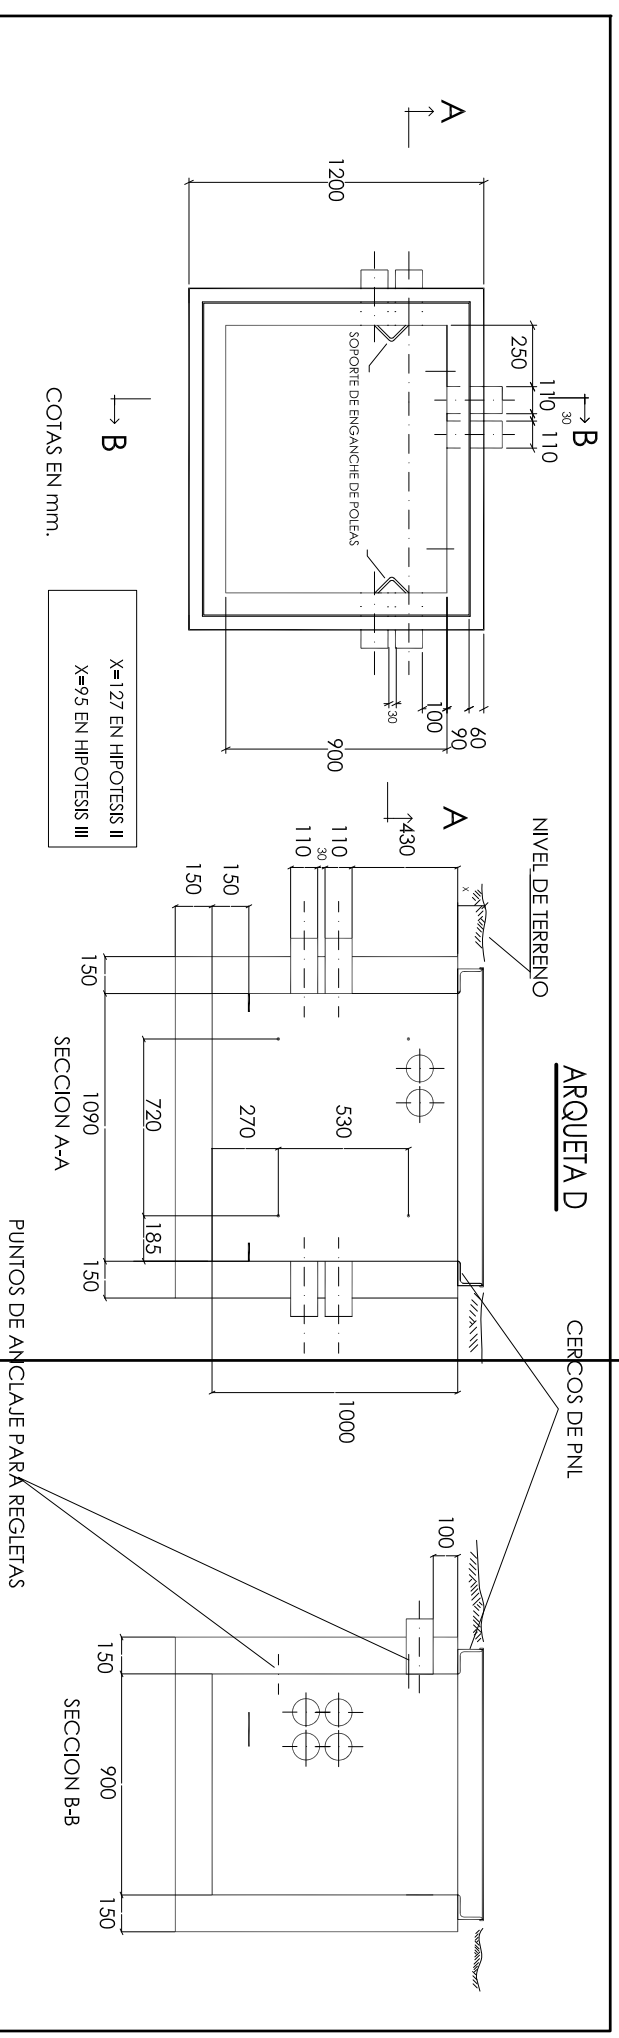 ARQUETA D
A
1200
SOPORTE DE ENGANCHE DE POLEAS
250
110
30
110
B
B
COTAS EN mm.
X=127 EN HIPOTESIS II
X=95 EN HIPOTESIS III
60
90
100
30
900
A
NIVEL DE TERRENO
x
430
110
30
110
150
150
150
1090
150
720
185
270
530
1000
SECCION A-A
CERCOS DE PNL
PUNTOS DE ANCLAJE PARA REGLETAS
100
150
900
150
SECCION B-B